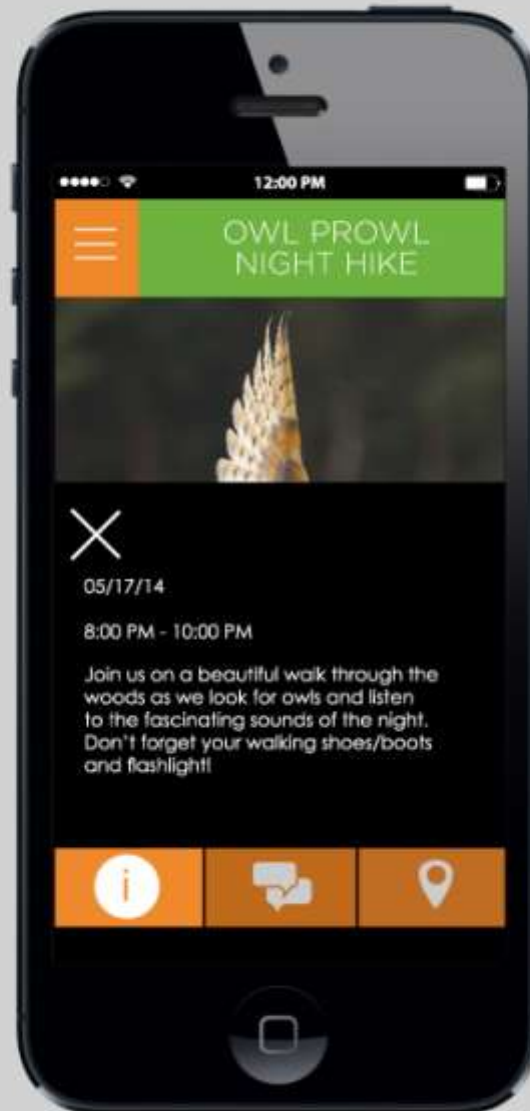 12:00 PM
OWL PROWL
NIGHT HIKE
05/17/14
8:00 PM - 10:00 PM
Join us on a beautiful walk through the
woods as we look for owls and listen
to the fascinating sounds of the night.
Don't forget your walking shoes/boots
and flashlight!
i